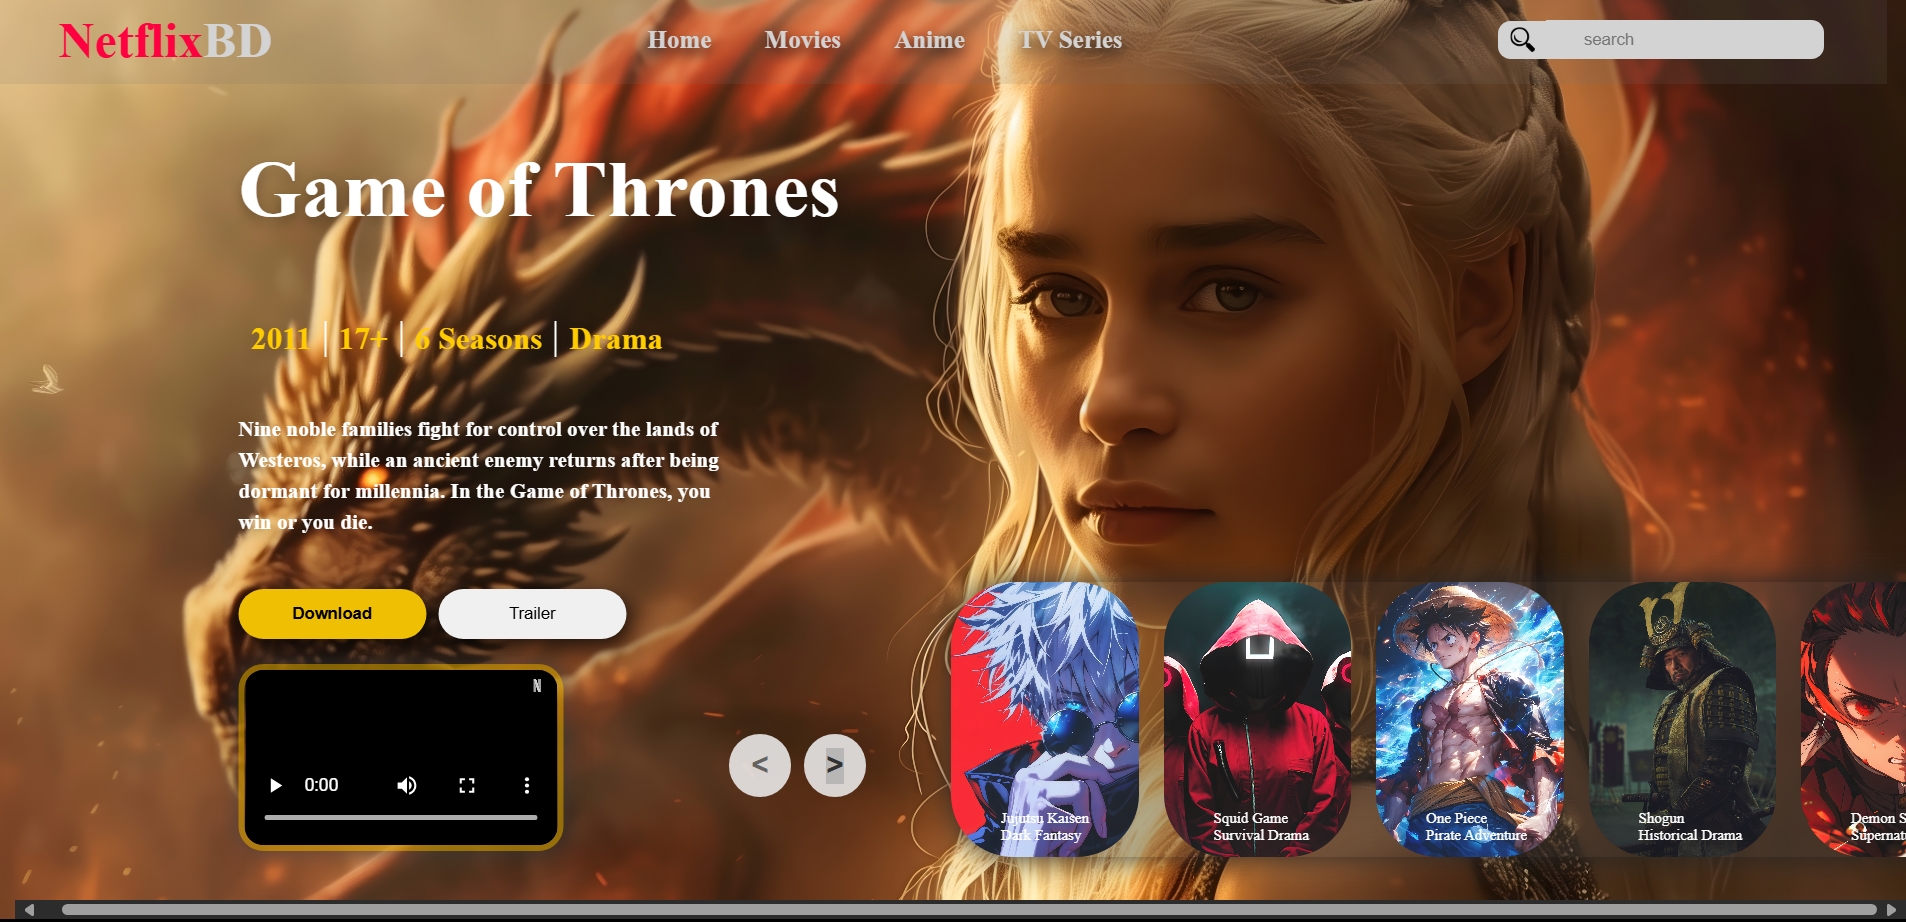 NetflixBD
Home
Movies
Anime
TV Series
search
Game of Thrones
2011 | 17+ | 6 Seasons | Drama
Nine noble families fight for control over the lands of
Westeros, while an ancient enemy returns after being
dormant for millennia. In the Game of Thrones, you
win or you die.
Download
Trailer
N
0:00
<
>
Jujutsu Kaisen
Dark Fantasy
Squid Game
Survival Drama
One Piece
Pirate Adventure
Shogun
Historical Drama
Demon S
Supernatu